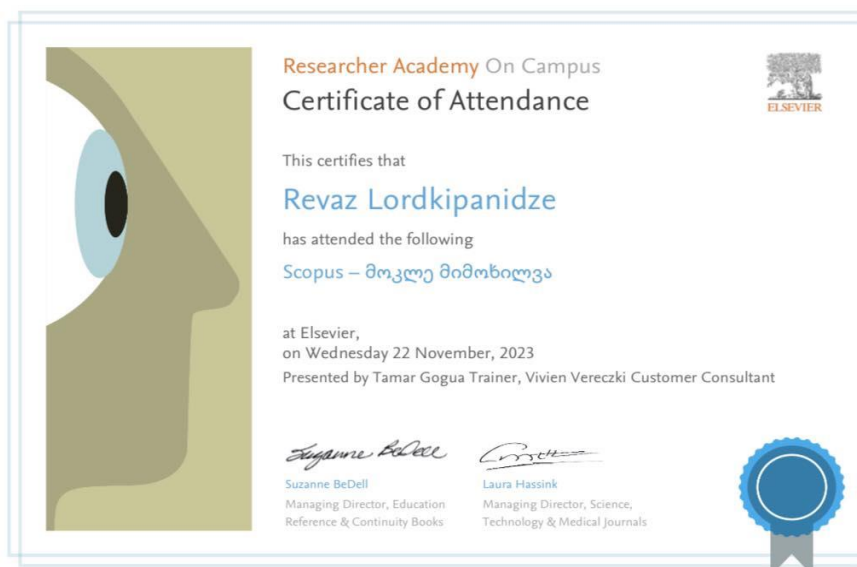 Researcher Academy On Campus
Certificate of Attendance
ELSEVIER
This certifies that
Revaz Lordkipanidze
has attended the following
Scopus – მოკლე მიმოხილვა
at Elsevier,
on Wednesday 22 November, 2023
Presented by Tamar Gogua Trainer, Vivien Vereczki Customer Consultant
Suzanne BeDell
Suzanne BeDell
Managing Director, Education
Reference & Continuity Books
Laura Hassink
Managing Director, Science,
Technology & Medical Journals